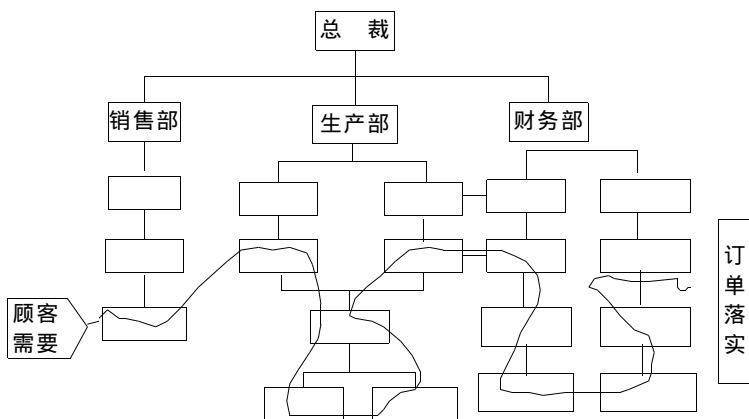 总 裁
销售部
生产部
财务部
顾客
需要
订
单
落
实